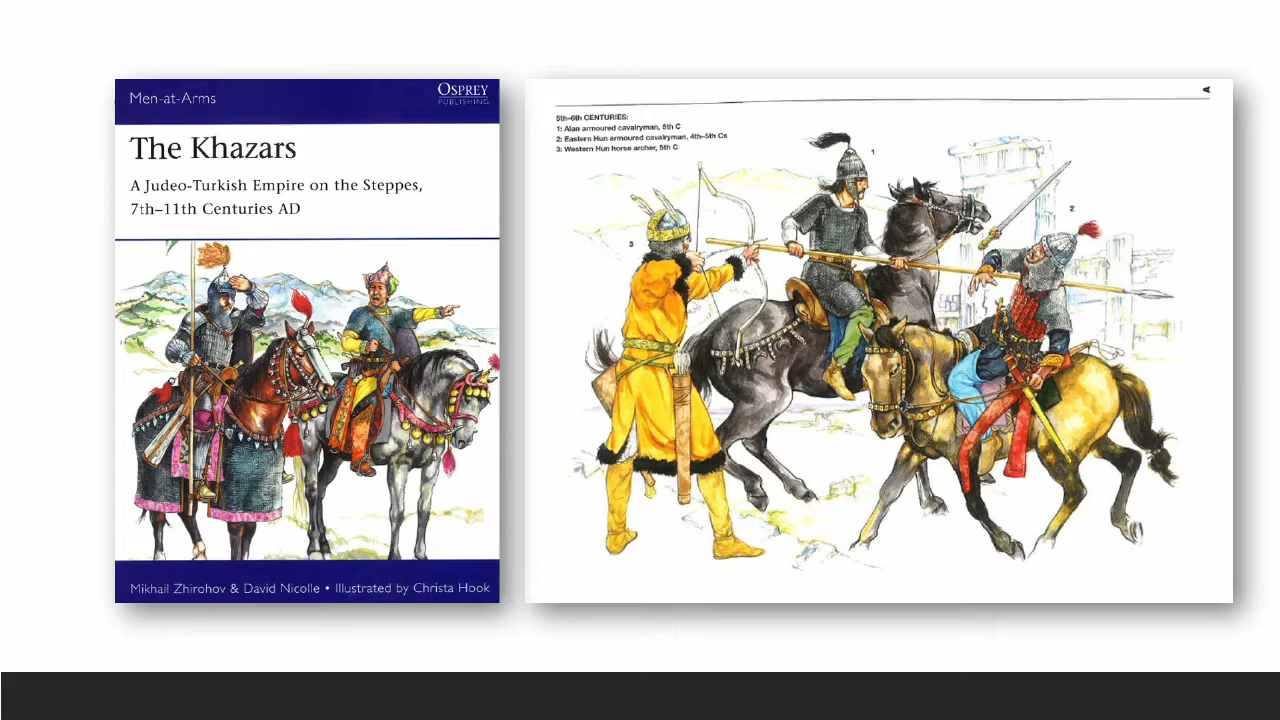 Men-at-Arms
OSPREY
PUBLISHING
The Khazars
A Judeo-Turkish Empire on the Steppes,
7th–11th Centuries AD
Mikhail Zhirohov & David Nicolle • Illustrated by Christa Hook
A
5th–6th CENTURIES:
1: Alan armoured cavalryman, 5th C
2: Eastern Hun armoured cavalryman, 4th–5th Cs
3: Western Hun horse archer, 5th C
1
2
3